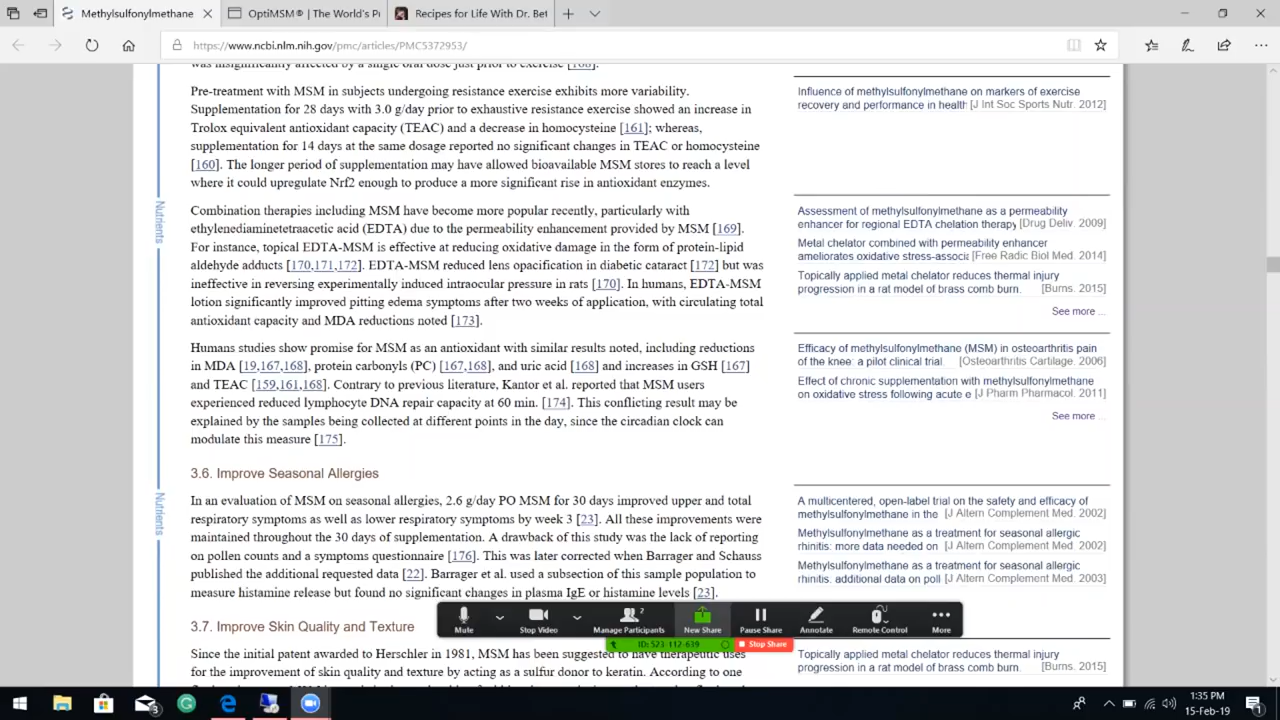 Methylsulfonylmethane
OptiMSM® | The World's Pr
Recipes for Life With Dr. Bet
https://www.ncbi.nlm.nih.gov/pmc/articles/PMC5372953/
was insignificantly affected by a single oral dose just prior to exercise [168].
Pre-treatment with MSM in subjects undergoing resistance exercise exhibits more variability.
Supplementation for 28 days with 3.0 g/day prior to exhaustive resistance exercise showed an increase in
Trolox equivalent antioxidant capacity (TEAC) and a decrease in homocysteine [161]; whereas,
supplementation for 14 days at the same dosage reported no significant changes in TEAC or homocysteine
[160]. The longer period of supplementation may have allowed bioavailable MSM stores to reach a level
where it could upregulate Nrf2 enough to produce a more significant rise in antioxidant enzymes.
Combination therapies including MSM have become more popular recently, particularly with
ethylenediaminetetraacetic acid (EDTA) due to the permeability enhancement provided by MSM [169].
For instance, topical EDTA-MSM is effective at reducing oxidative damage in the form of protein-lipid
aldehyde adducts [170,171,172]. EDTA-MSM reduced lens opacification in diabetic cataract [172] but was
ineffective in reversing experimentally induced intraocular pressure in rats [170]. In humans, EDTA-MSM
lotion significantly improved pitting edema symptoms after two weeks of application, with circulating total
antioxidant capacity and MDA reductions noted [173].
Humans studies show promise for MSM as an antioxidant with similar results noted, including reductions
in MDA [19,167,168], protein carbonyls (PC) [167,168], and uric acid [168] and increases in GSH [167]
and TEAC [159,161,168]. Contrary to previous literature, Kantor et al. reported that MSM users
experienced reduced lymphocyte DNA repair capacity at 60 min. [174]. This conflicting result may be
explained by the samples being collected at different points in the day, since the circadian clock can
modulate this measure [175].
3.6. Improve Seasonal Allergies
In an evaluation of MSM on seasonal allergies, 2.6 g/day PO MSM for 30 days improved upper and total
respiratory symptoms as well as lower respiratory symptoms by week 3 [23]. All these improvements were
maintained throughout the 30 days of supplementation. A drawback of this study was the lack of reporting
on pollen counts and a symptoms questionnaire [176]. This was later corrected when Barrager and Schauss
published the additional requested data [22]. Barrager et al. used a subsection of this sample population to
measure histamine release but found no significant changes in plasma IgE or histamine levels [23].
3.7. Improve Skin Quality and Texture
Since the initial patent awarded to Herschler in 1981, MSM has been suggested to have therapeutic uses
for the improvement of skin quality and texture by acting as a sulfur donor to keratin. According to one
Nutrients
Nutrients
Influence of methylsulfonylmethane on markers of exercise
recovery and performance in health [J Int Soc Sports Nutr. 2012]
Assessment of methylsulfonylmethane as a permeability
enhancer for regional EDTA chelation therapy. [Drug Deliv. 2009]
Metal chelator combined with permeability enhancer
ameliorates oxidative stress-associa [Free Radic Biol Med. 2014]
Topically applied metal chelator reduces thermal injury
progression in a rat model of brass comb burn. [Burns. 2015]
See more ...
Efficacy of methylsulfonylmethane (MSM) in osteoarthritis pain
of the knee: a pilot clinical trial. [Osteoarthritis Cartilage. 2006]
Effect of chronic supplementation with methylsulfonylmethane
on oxidative stress following acute e [J Pharm Pharmacol. 2011]
See more ...
A multicentered, open-label trial on the safety and efficacy of
methylsulfonylmethane in the [J Altern Complement Med. 2002]
Methylsulfonylmethane as a treatment for seasonal allergic
rhinitis: more data needed on [J Altern Complement Med. 2002]
Methylsulfonylmethane as a treatment for seasonal allergic
rhinitis: additional data on poll [J Altern Complement Med. 2003]
Topically applied metal chelator reduces thermal injury
progression in a rat model of brass comb burn. [Burns. 2015]
Mute
Stop Video
2
Manage Participants
New Share
Pause Share
Annotate
Remote Control
More
ID: 523-112-639
Stop Share
3
1:35 PM
15-Feb-19
1